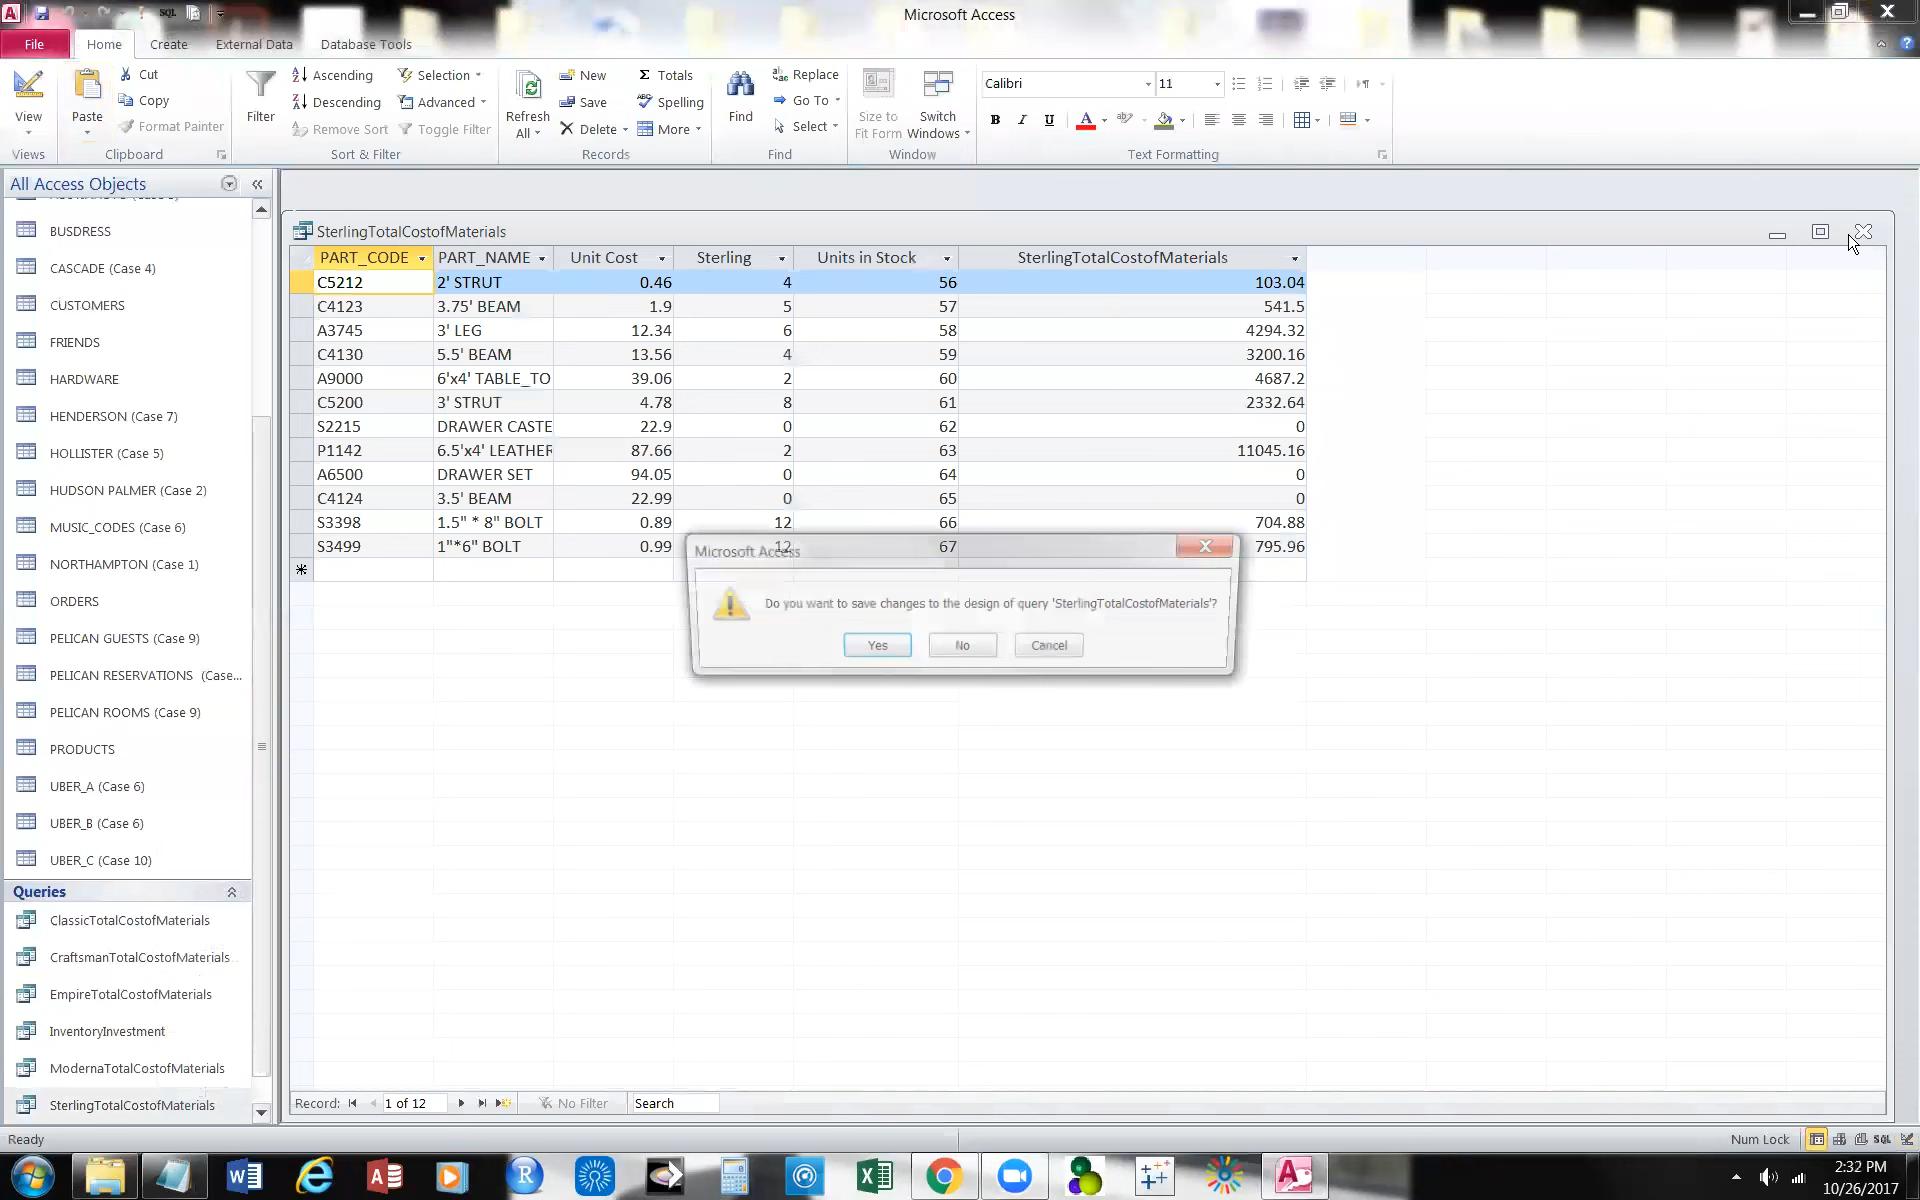 SQL
Microsoft Access
File Home Create External Data Database Tools
View
Views
Paste
Cut
Copy
Format Painter
Clipboard
Filter
Ascending
Descending
Remove Sort
Selection
Advanced
Toggle Filter
Sort & Filter
Refresh
All
New
Save
Delete
Totals
Spelling
More
Records
Find
Replace
Go To
Select
Find
Size to
Fit Form
Switch
Windows
Window
Calibri 11
B I U A
Text Formatting
All Access Objects
BUSDRESS
CASCADE (Case 4)
CUSTOMERS
FRIENDS
HARDWARE
HENDERSON (Case 7)
HOLLISTER (Case 5)
HUDSON PALMER (Case 2)
MUSIC_CODES (Case 6)
NORTHAMPTON (Case 1)
ORDERS
PELICAN GUESTS (Case 9)
PELICAN RESERVATIONS (Case...
PELICAN ROOMS (Case 9)
PRODUCTS
UBER_A (Case 6)
UBER_B (Case 6)
UBER_C (Case 10)
Queries
ClassicTotalCostofMaterials
CraftsmanTotalCostofMaterials
EmpireTotalCostofMaterials
InventoryInvestment
ModernaTotalCostofMaterials
SterlingTotalCostofMaterials
SterlingTotalCostofMaterials
PART_CODE PART_NAME Unit Cost Sterling Units in Stock SterlingTotalCostofMaterials
C5212 2' STRUT 0.46 4 56 103.04
C4123 3.75' BEAM 1.9 5 57 541.5
A3745 3' LEG 12.34 6 58 4294.32
C4130 5.5' BEAM 13.56 4 59 3200.16
A9000 6'x4' TABLE_TO 39.06 2 60 4687.2
C5200 3' STRUT 4.78 8 61 2332.64
S2215 DRAWER CASTE 22.9 0 62 0
P1142 6.5'x4' LEATHER 87.66 2 63 11045.16
A6500 DRAWER SET 94.05 0 64 0
C4124 3.5' BEAM 22.99 0 65 0
S3398 1.5" * 8" BOLT 0.89 12 66 704.88
S3499 1"*6" BOLT 0.99 12 67 795.96
Microsoft Access
Do you want to save changes to the design of query 'SterlingTotalCostofMaterials'?
Yes No Cancel
Record: 1 of 12 No Filter Search
Ready Num Lock SQL
2:32 PM
10/26/2017